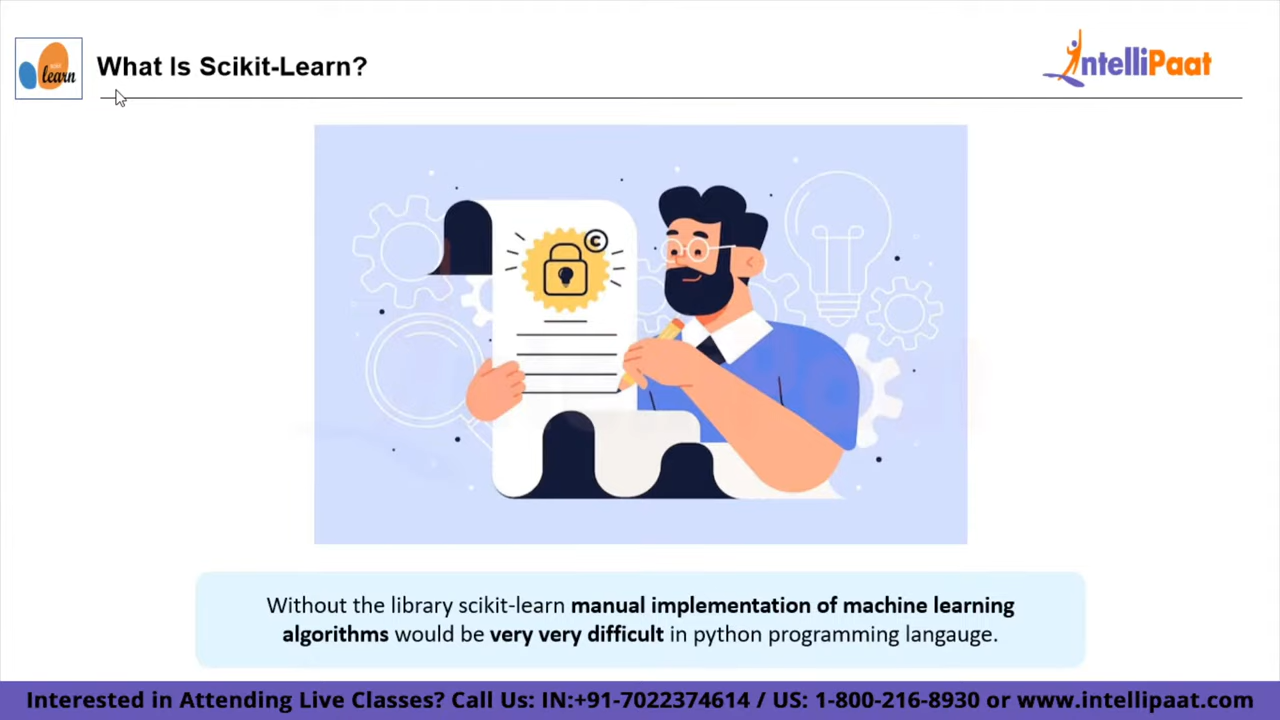 learn
What Is Scikit-Learn?
IntelliPaat
©
Without the library scikit-learn manual implementation of machine learning
algorithms would be very very difficult in python programming langauge.
Interested in Attending Live Classes? Call Us: IN:+91-7022374614 / US: 1-800-216-8930 or www.intellipaat.com